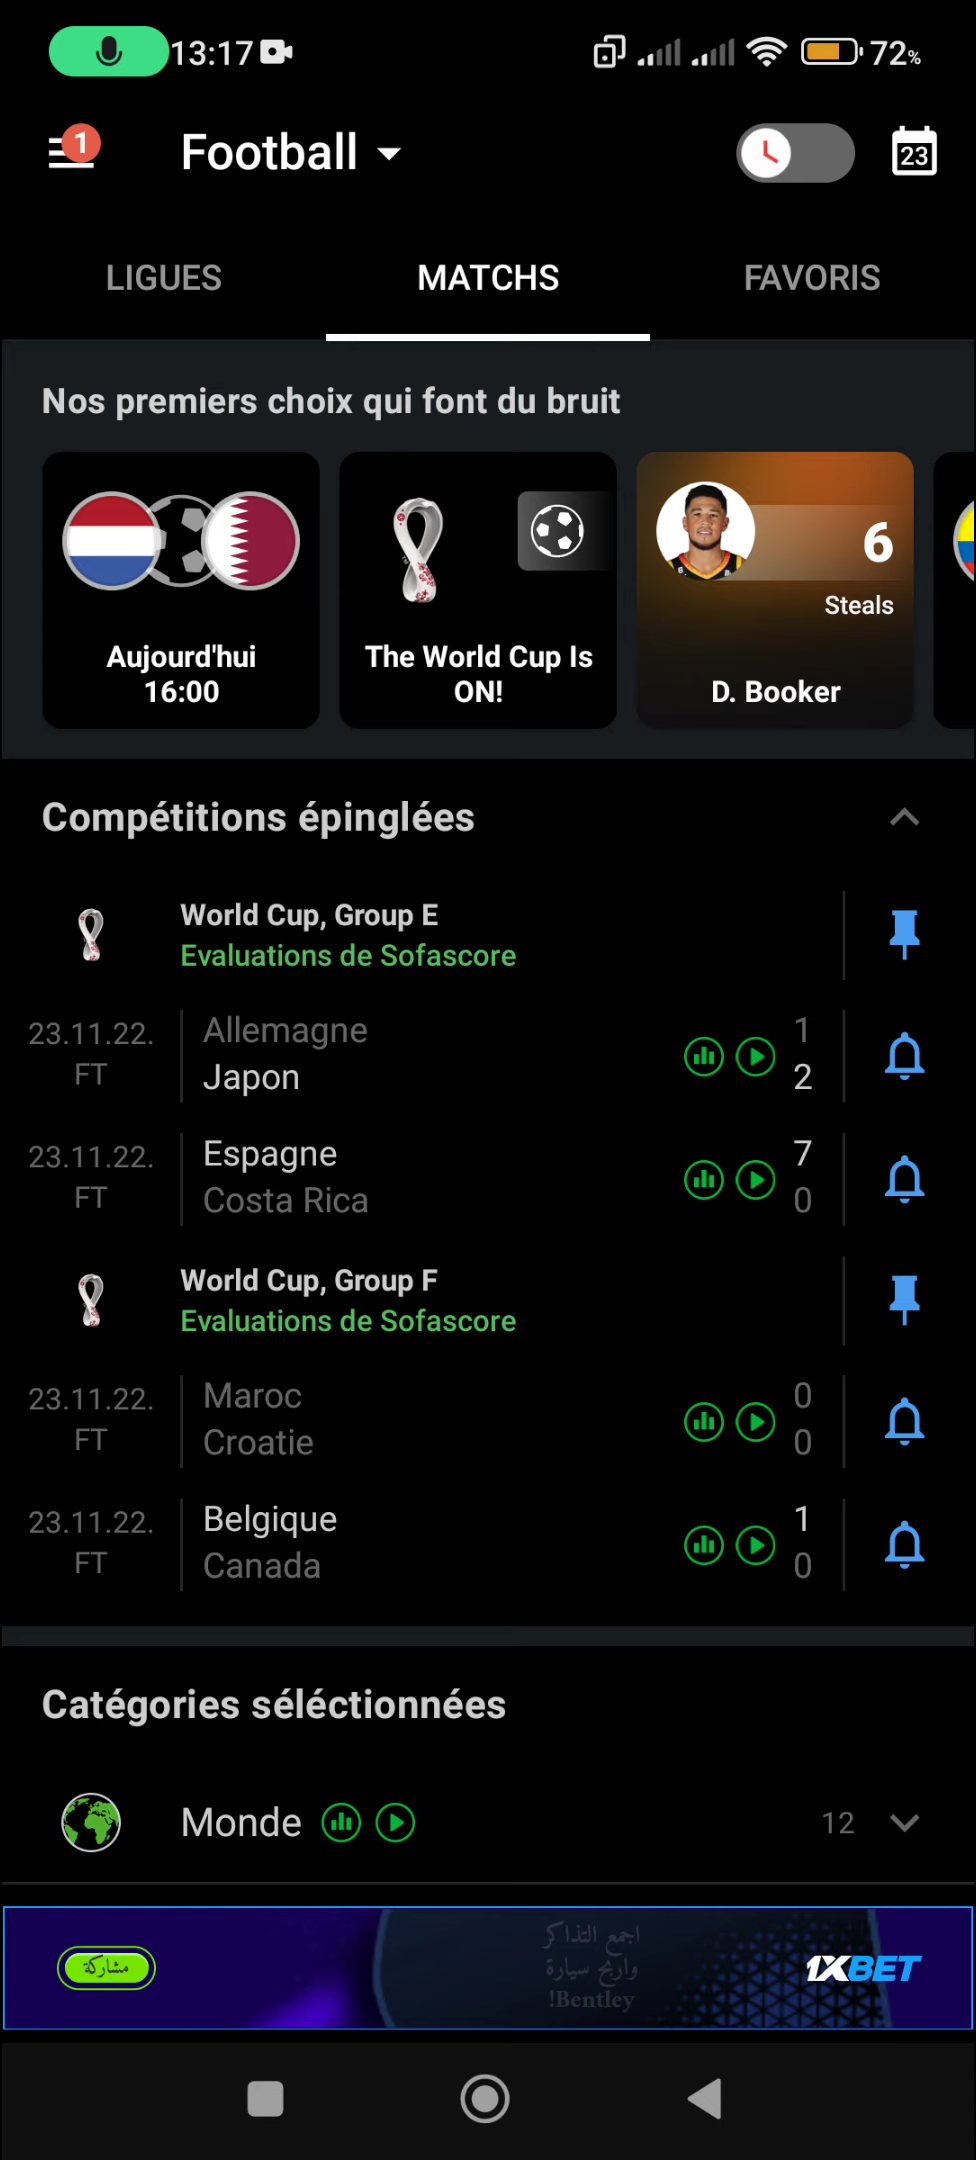 13:17
72%
1
Football
23
LIGUES
MATCHS
FAVORIS
Nos premiers choix qui font du bruit
Aujourd'hui
16:00
The World Cup Is
ON!
6
Steals
D. Booker
Compétitions épinglées
World Cup, Group E
Evaluations de Sofascore
23.11.22.
FT
Allemagne 1
Japon 2
23.11.22.
FT
Espagne 7
Costa Rica 0
World Cup, Group F
Evaluations de Sofascore
23.11.22.
FT
Maroc 0
Croatie 0
23.11.22.
FT
Belgique 1
Canada 0
Catégories séléctionnées
Monde 12
مشاركة
اجمع التذاكر
واربح سيارة
Bentley!
1XBET